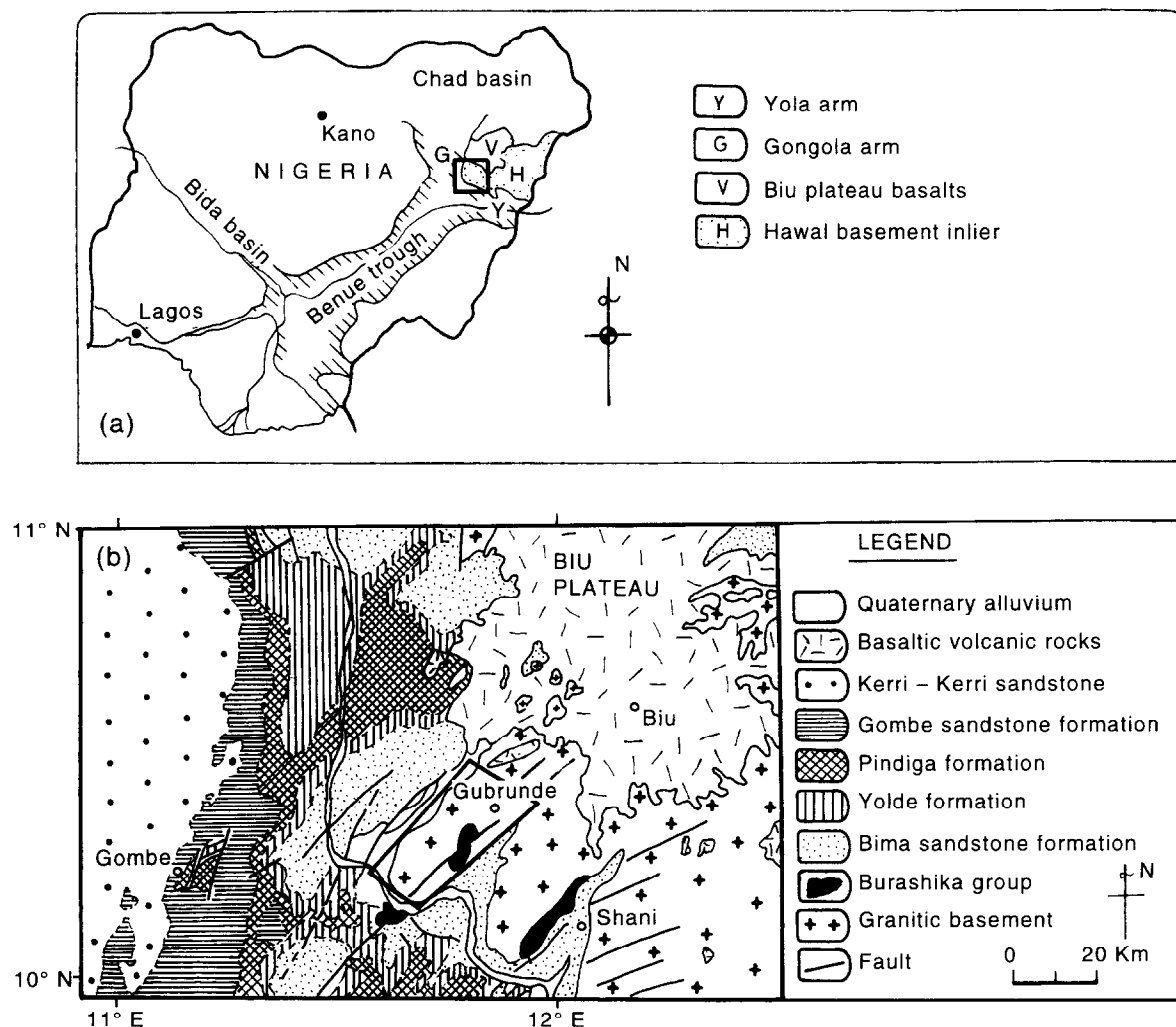 Chad basin
Kano
NIGERIA
G
V
H
Y
Bida basin
Benue trough
Lagos
(a)
Y Yola arm
G Gongola arm
V Biu plateau basalts
H Hawal basement inlier
N
11° N
(b)
BIU
PLATEAU
Biu
Gubrunde
Gombe
Shani
10° N
11° E
12° E
LEGEND
Quaternary alluvium
Basaltic volcanic rocks
Kerri – Kerri sandstone
Gombe sandstone formation
Pindiga formation
Yolde formation
Bima sandstone formation
Burashika group
Granitic basement
Fault
N
0 20 Km